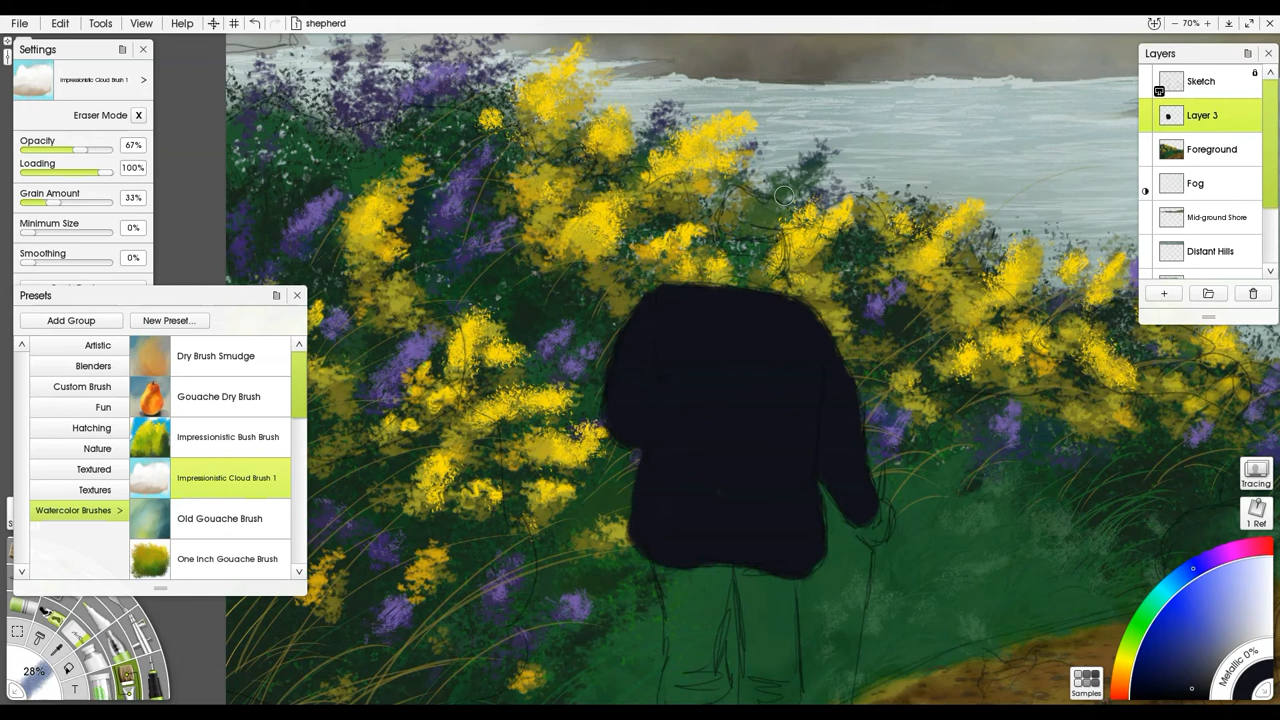 File Edit Tools View Help shepherd 70%
Settings
Impressionistic Cloud Brush 1 >
Eraser Mode X
Opacity 67%
Loading 100%
Grain Amount 33%
Minimum Size 0%
Smoothing 0%
Presets
Add Group New Preset...
Artistic
Blenders
Custom Brush
Fun
Hatching
Nature
Textured
Textures
Watercolor Brushes >
Dry Brush Smudge
Gouache Dry Brush
Impressionistic Bush Brush
Impressionistic Cloud Brush 1
Old Gouache Brush
One Inch Gouache Brush
28%
T
Layers
Sketch
Layer 3
Foreground
Fog
Mid-ground Shore
Distant Hills
Tracing
1 Ref
Metallic 0%
Samples